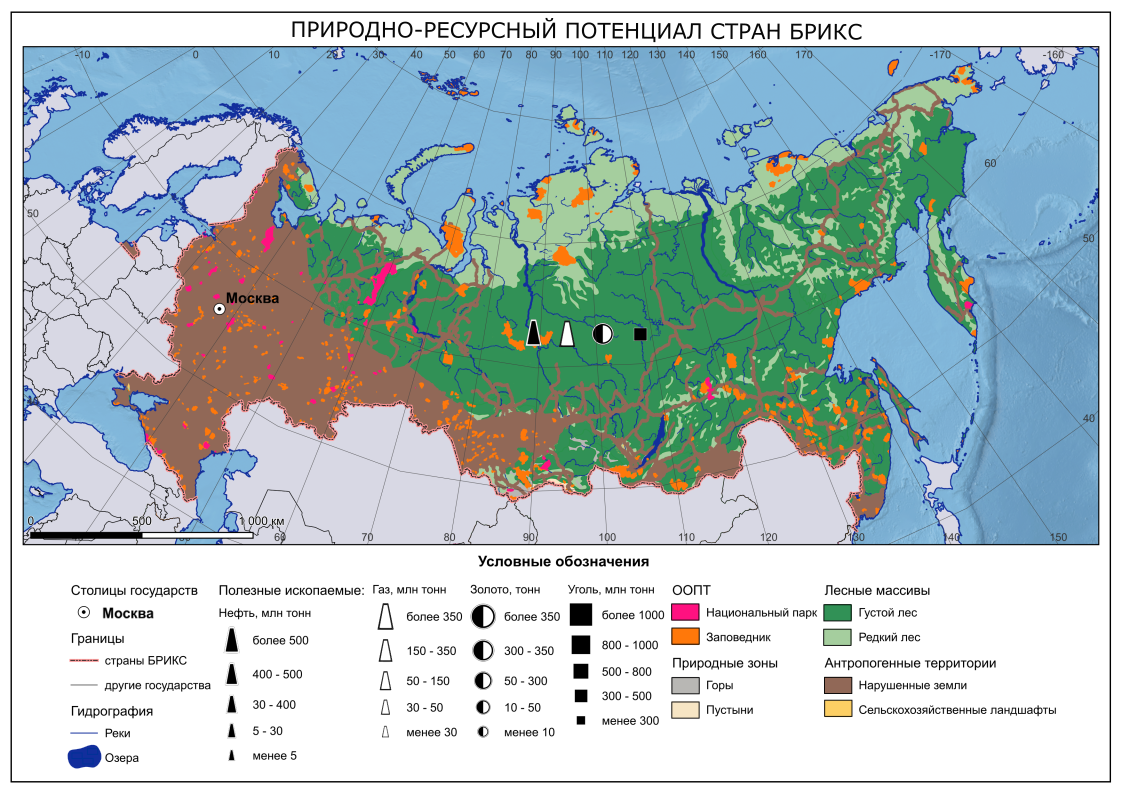 ПРИРОДНО-РЕСУРСНЫЙ ПОТЕНЦИАЛ СТРАН БРИКС
-10 0 10 20 30 40 50 60 70 80 90 100 110 120 130 140 150 160 170 -170 -160
60
50 50
Москва
40
0 500 1 000 км
60 70 80 90 100 110 120 130 140 150
Условные обозначения
Столицы государств
Москва
Границы
страны БРИКС
другие государства
Гидрография
Реки
Озера
Полезные ископаемые:
Нефть, млн тонн
более 500
400 - 500
30 - 400
5 - 30
менее 5
Газ, млн тонн
более 350
150 - 350
50 - 150
30 - 50
менее 30
Золото, тонн
более 350
300 - 350
50 - 300
10 - 50
менее 10
Уголь, млн тонн
более 1000
800 - 1000
500 - 800
300 - 500
менее 300
ООПТ
Национальный парк
Заповедник
Природные зоны
Горы
Пустыни
Лесные массивы
Густой лес
Редкий лес
Антропогенные территории
Нарушенные земли
Сельскохозяйственные ландшафты